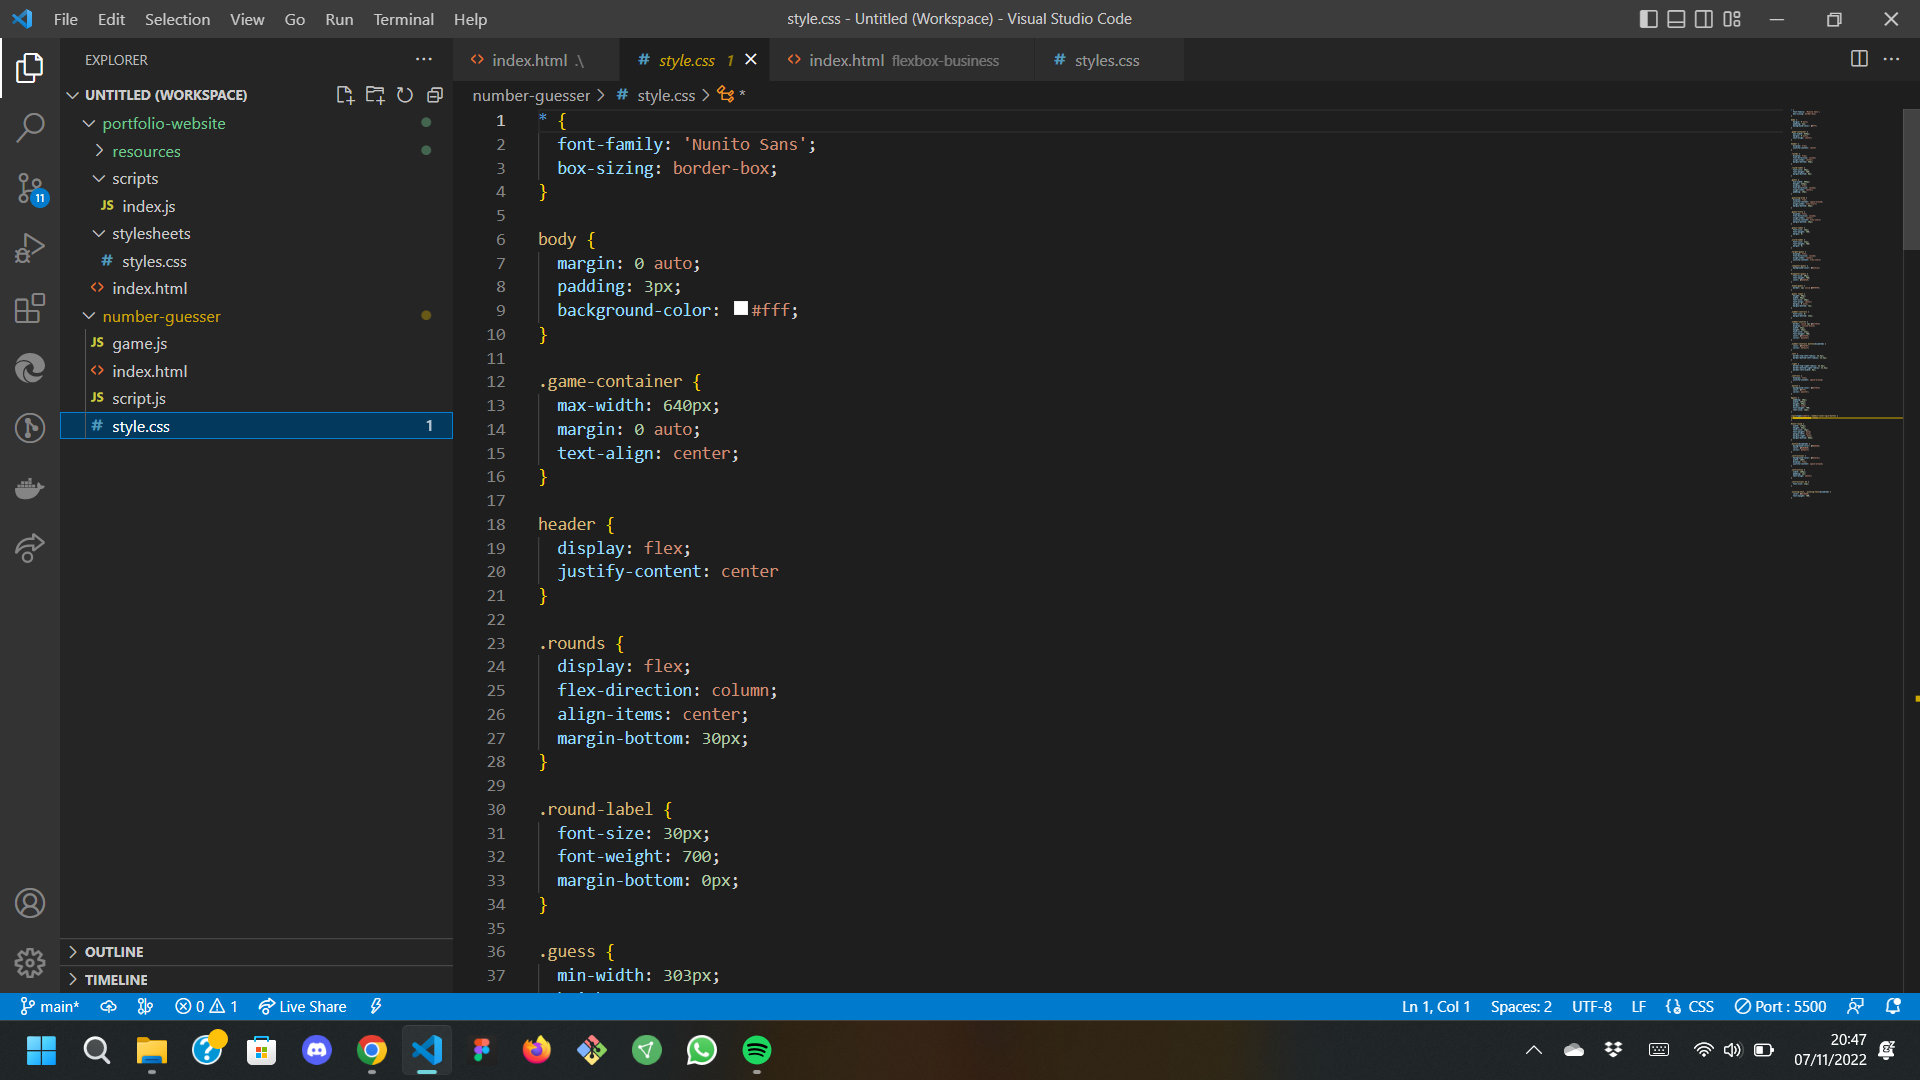 File Edit Selection View Go Run Terminal Help
style.css - Untitled (Workspace) - Visual Studio Code
EXPLORER
index.html .\
# style.css 1
index.html flexbox-business
# styles.css
UNTITLED (WORKSPACE)
number-guesser > # style.css > *
portfolio-website
resources
scripts
JS index.js
stylesheets
# styles.css
index.html
number-guesser
JS game.js
index.html
JS script.js
# style.css 1
11
OUTLINE
TIMELINE
1 * {
2 font-family: 'Nunito Sans';
3 box-sizing: border-box;
4 }
5
6 body {
7 margin: 0 auto;
8 padding: 3px;
9 background-color: #fff;
10 }
11
12 .game-container {
13 max-width: 640px;
14 margin: 0 auto;
15 text-align: center;
16 }
17
18 header {
19 display: flex;
20 justify-content: center
21 }
22
23 .rounds {
24 display: flex;
25 flex-direction: column;
26 align-items: center;
27 margin-bottom: 30px;
28 }
29
30 .round-label {
31 font-size: 30px;
32 font-weight: 700;
33 margin-bottom: 0px;
34 }
35
36 .guess {
37 min-width: 303px;
main* 0 1 Live Share
Ln 1, Col 1 Spaces: 2 UTF-8 LF {} CSS Port : 5500
20:47
07/11/2022